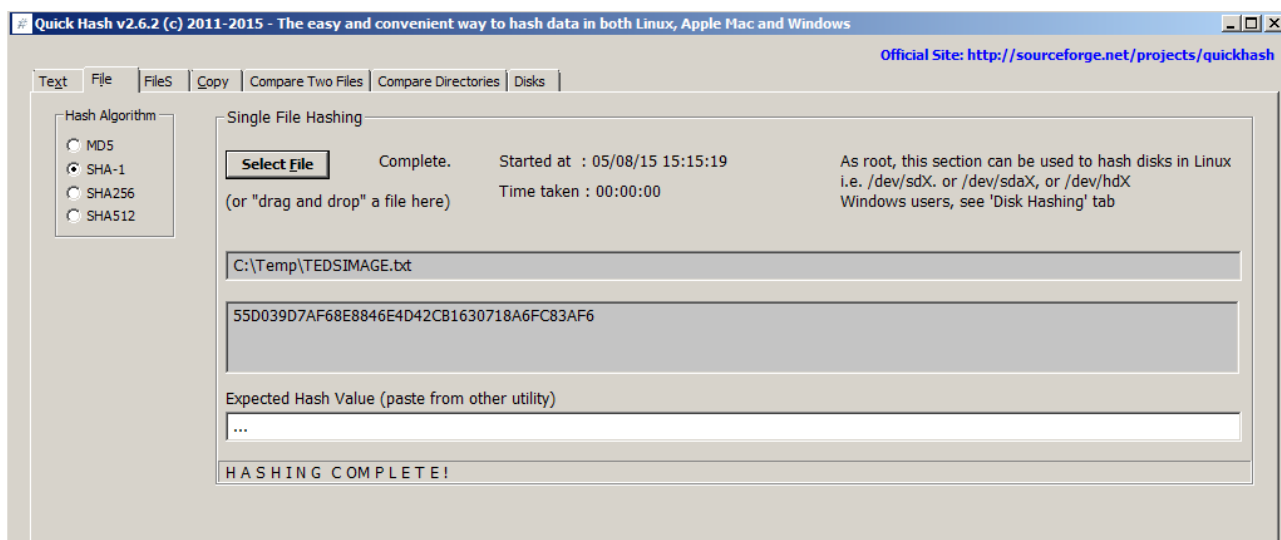 # Quick Hash v2.6.2 (c) 2011-2015 - The easy and convenient way to hash data in both Linux, Apple Mac and Windows
Official Site: http://sourceforge.net/projects/quickhash
Text File FileS Copy Compare Two Files Compare Directories Disks
Hash Algorithm
MD5
SHA-1
SHA256
SHA512
Single File Hashing
Select File Complete. Started at : 05/08/15 15:15:19
(or "drag and drop" a file here) Time taken : 00:00:00
As root, this section can be used to hash disks in Linux
i.e. /dev/sdX. or /dev/sdaX, or /dev/hdX
Windows users, see 'Disk Hashing' tab
C:\Temp\TEDSIMAGE.txt
55D039D7AF68E8846E4D42CB1630718A6FC83AF6
Expected Hash Value (paste from other utility)
...
H A S H I N G C O M P L E T E !